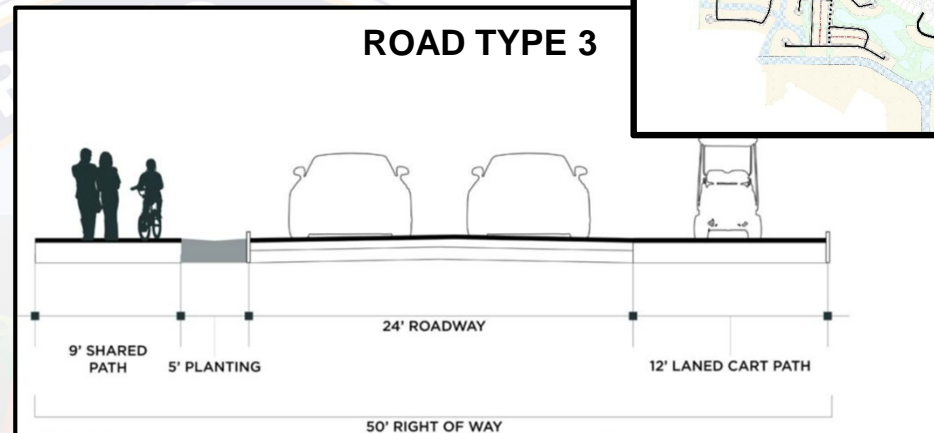 ROAD TYPE 3
9' SHARED
PATH
5' PLANTING
24' ROADWAY
12' LANED CART PATH
50' RIGHT OF WAY